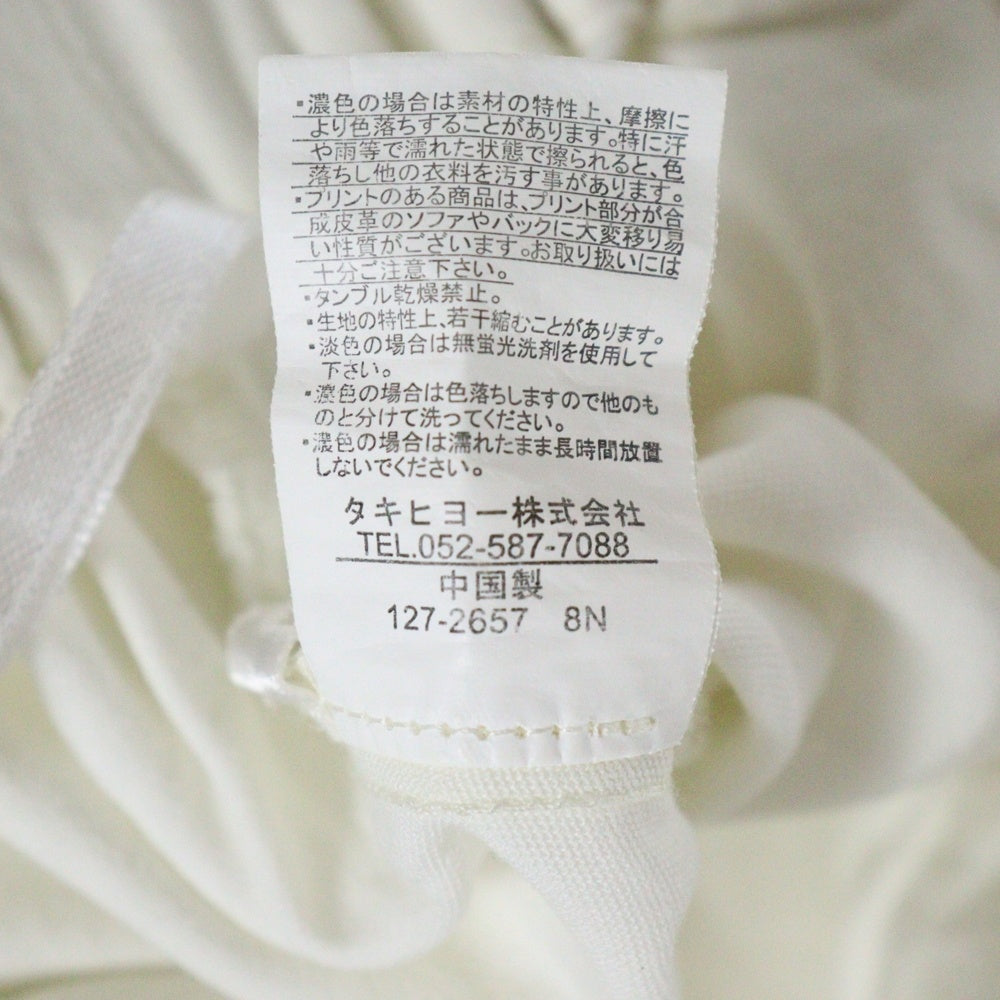 ・濃色の場合は素材の特性上、摩擦に
より色落ちすることがあります。特に汗
や雨等で濡れた状態で擦られると、色
落ちし他の衣料を汚す事があります。
・プリントのある商品は、プリント部分が合
成皮革のソファやバックに大変移り易
い性質がございます。お取り扱いには
十分ご注意下さい。
・タンブル乾燥禁止。
・生地の特性上、若干縮むことがあります。
・淡色の場合は無蛍光洗剤を使用して
下さい。
・濃色の場合は色落ちしますので他のも
のと分けて洗ってください。
・濃色の場合は濡れたまま長時間放置
しないでください。
タキヒヨー株式会社
TEL.052-587-7088
中国製
127-2657 8N